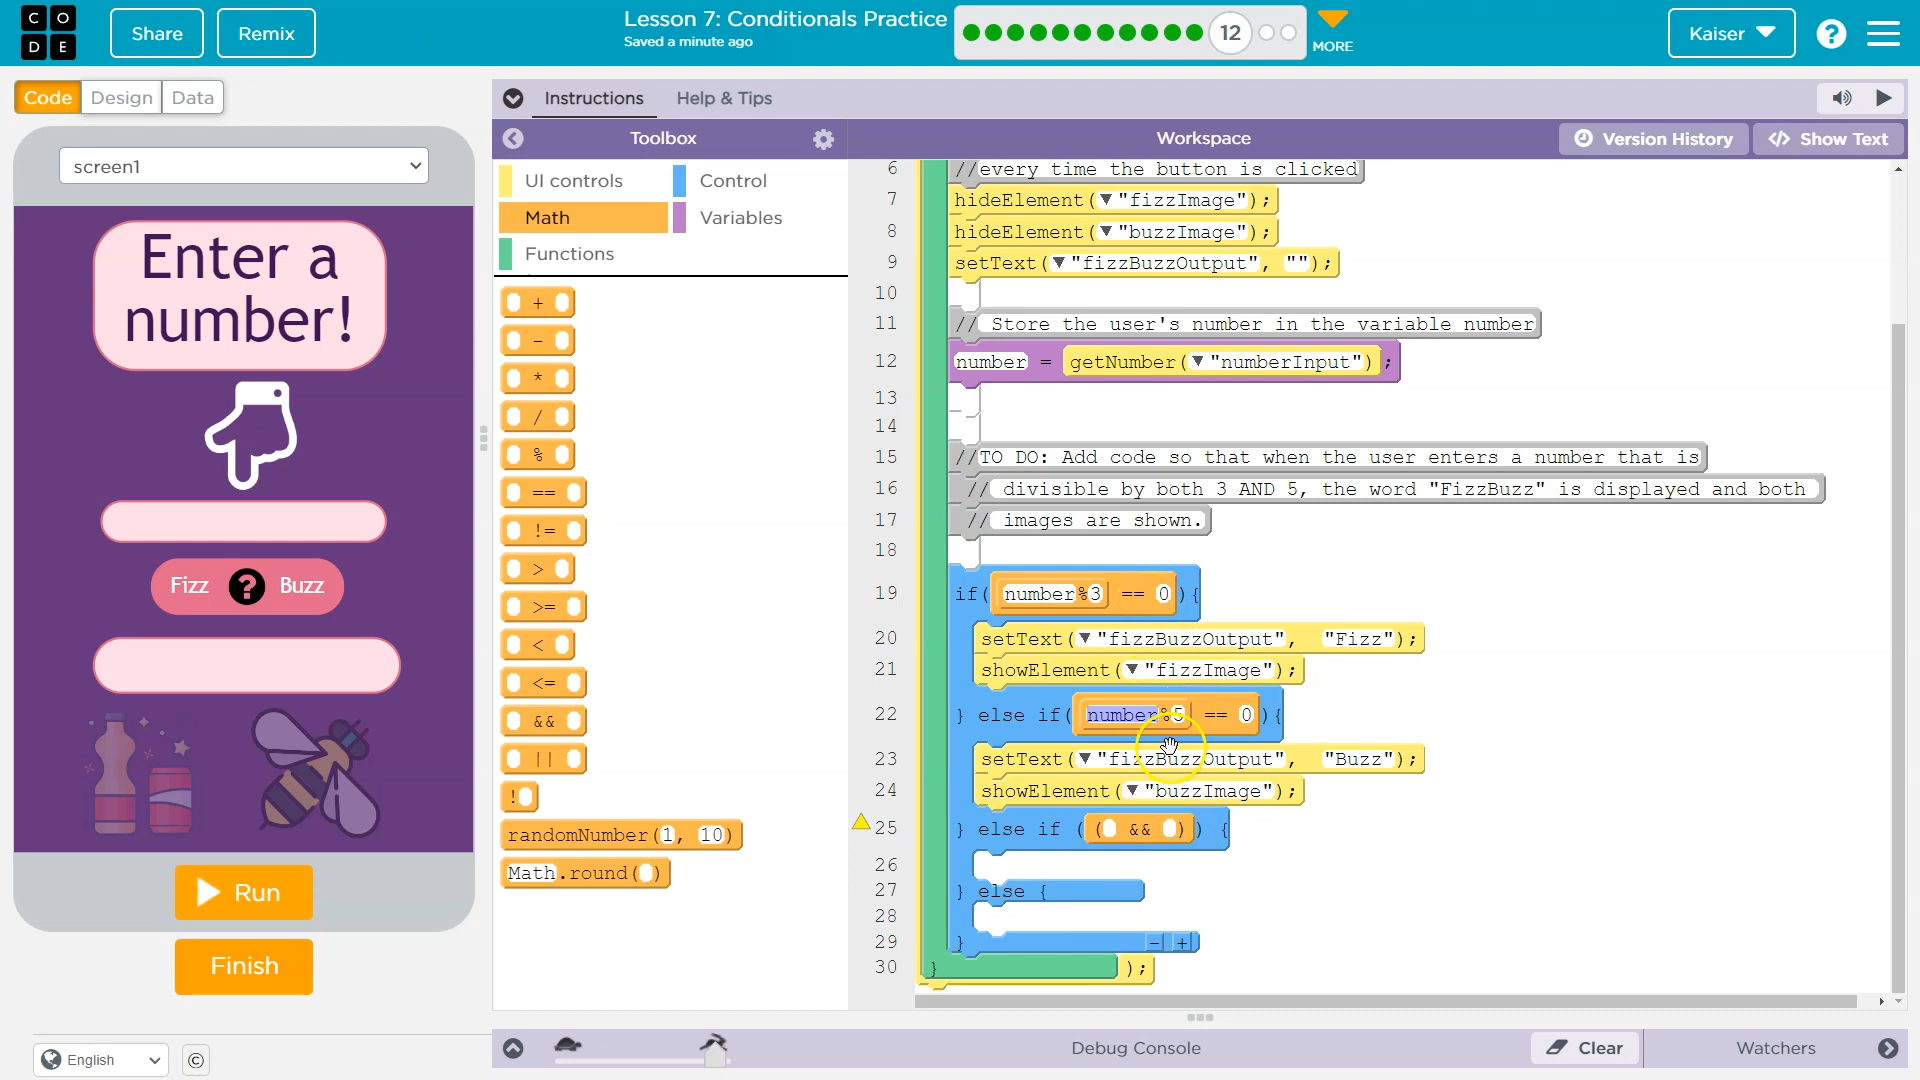 C O
D E
Share
Remix
Lesson 7: Conditionals Practice
Saved a minute ago
12
MORE
Kaiser
?
Code
Design
Data
Instructions
Help & Tips
Toolbox
Workspace
Version History
</> Show Text
screen1
Enter a
number!
Fizz ? Buzz
Run
Finish
English
©
UI controls
Control
Math
Variables
Functions
+
-
*
/
%
==
!=
>
>=
<
<=
&&
||
!
randomNumber(1, 10)
Math.round( )
6 //every time the button is clicked
7 hideElement(▼"fizzImage");
8 hideElement(▼"buzzImage");
9 setText(▼"fizzBuzzOutput", "");
10
11 // Store the user's number in the variable number
12 number = getNumber(▼"numberInput");
13
14
15 //TO DO: Add code so that when the user enters a number that is
16 // divisible by both 3 AND 5, the word "FizzBuzz" is displayed and both
17 // images are shown.
18
19 if( number%3 == 0 ){
20 setText(▼"fizzBuzzOutput", "Fizz");
21 showElement(▼"fizzImage");
22 } else if( number%5 == 0 ){
23 setText(▼"fizzBuzzOutput", "Buzz");
24 showElement(▼"buzzImage");
25 } else if ( ( && ) ) {
26
27 } else {
28
29 } - +
30 } );
Debug Console
Clear
Watchers